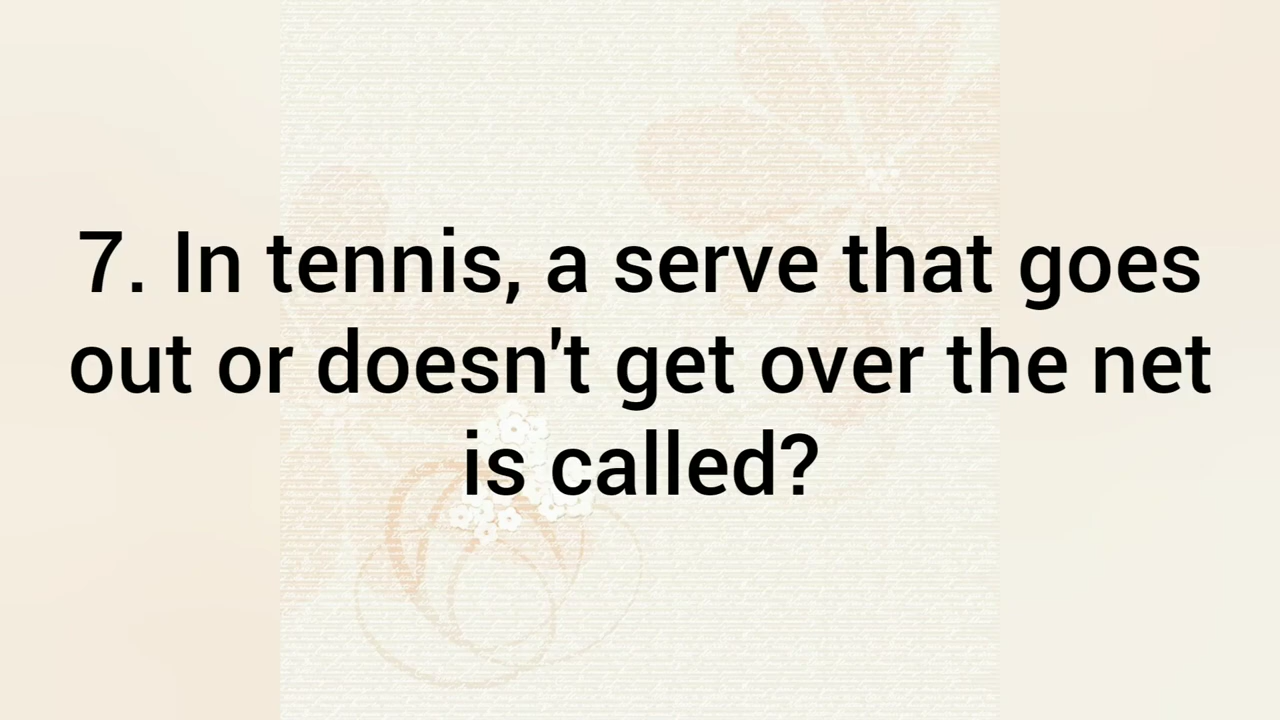 7. In tennis, a serve that goes
out or doesn't get over the net
is called?